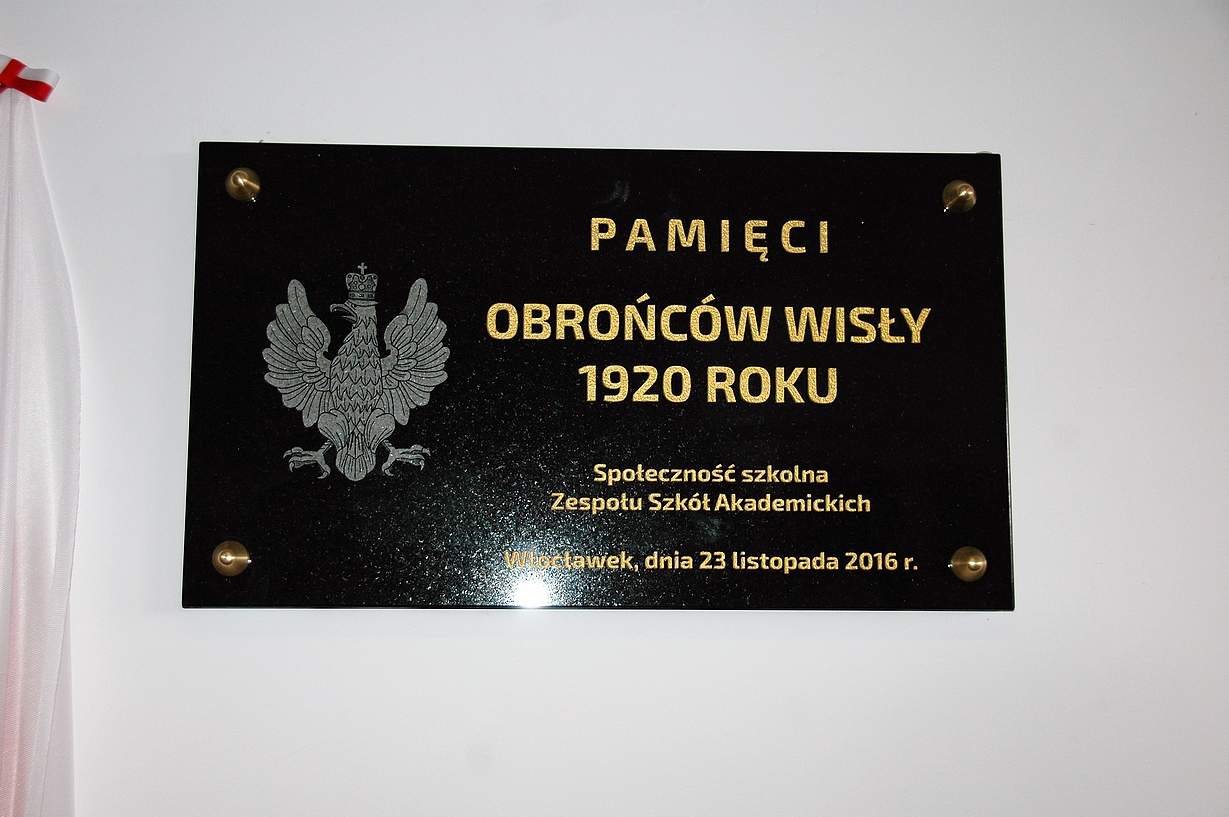 PAMIĘCI
OBROŃCÓW WISŁY
1920 ROKU
Społeczność szkolna
Zespołu Szkół Akademickich
Włocławek, dnia 23 listopada 2016 r.